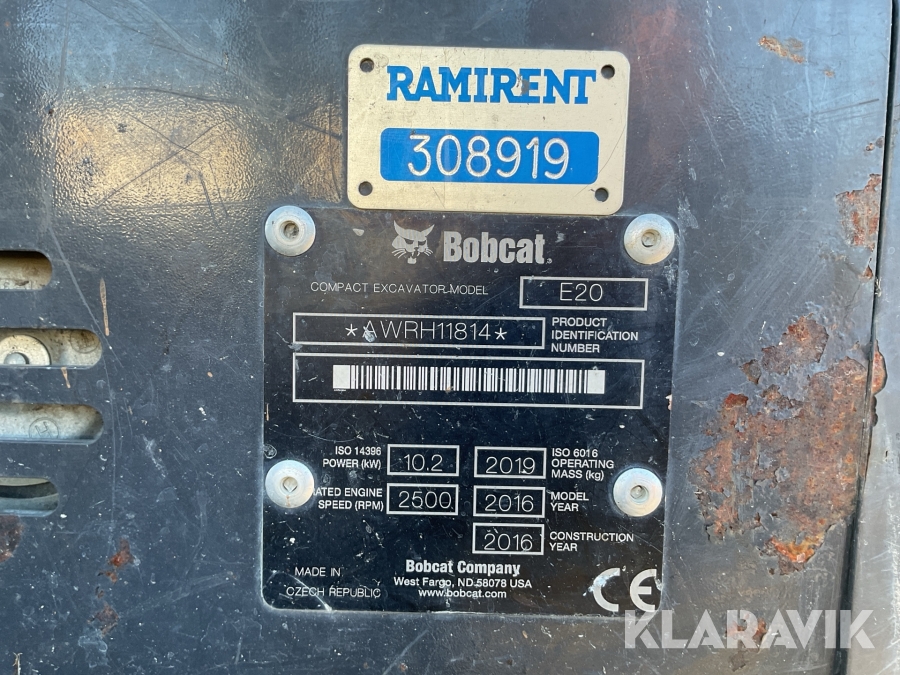 RAMIRENT
308919
Bobcat
COMPACT EXCAVATOR MODEL E20
*AWRH11814* PRODUCT
IDENTIFICATION
NUMBER
ISO 14396
POWER (kW) 10.2
2019 ISO 6016
OPERATING
MASS (kg)
ATED ENGINE
SPEED (RPM) 2500
2016 MODEL
YEAR
2016 CONSTRUCTION
YEAR
MADE IN
CZECH REPUBLIC
Bobcat Company
West Fargo, ND 58078 USA
www.bobcat.com
CE
KLARAVIK